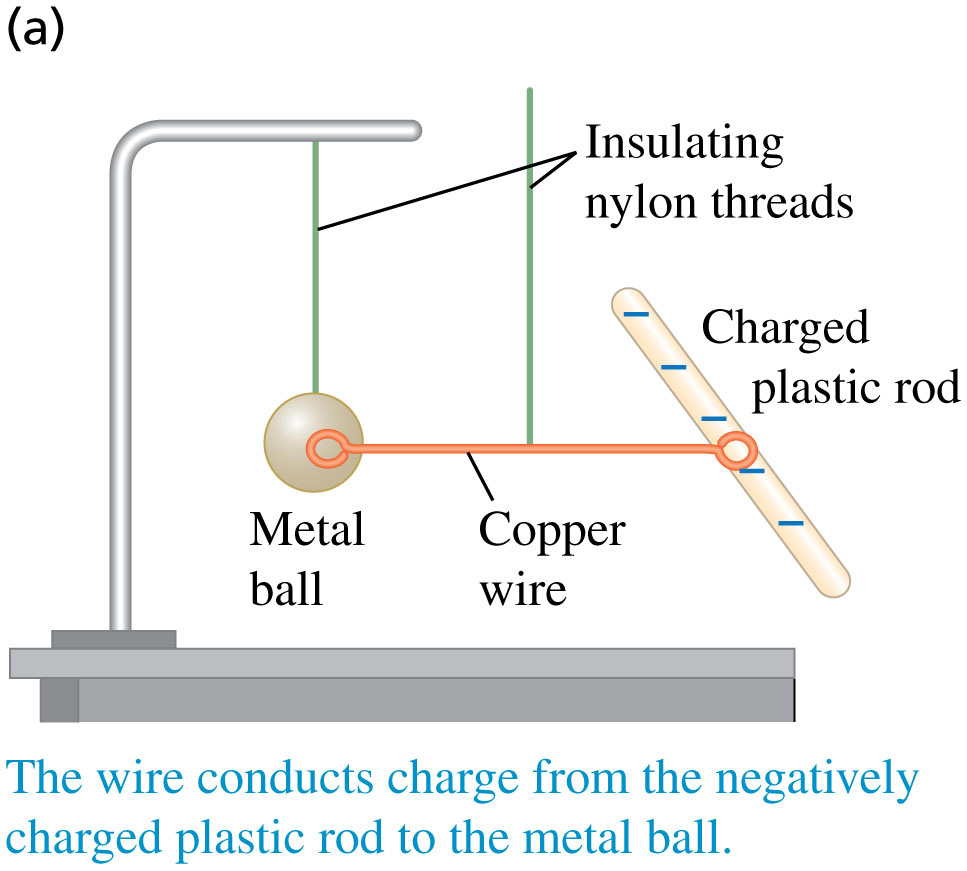 (a)
Insulating
nylon threads
Charged
plastic rod
Metal
ball
Copper
wire
The wire conducts charge from the negatively
charged plastic rod to the metal ball.